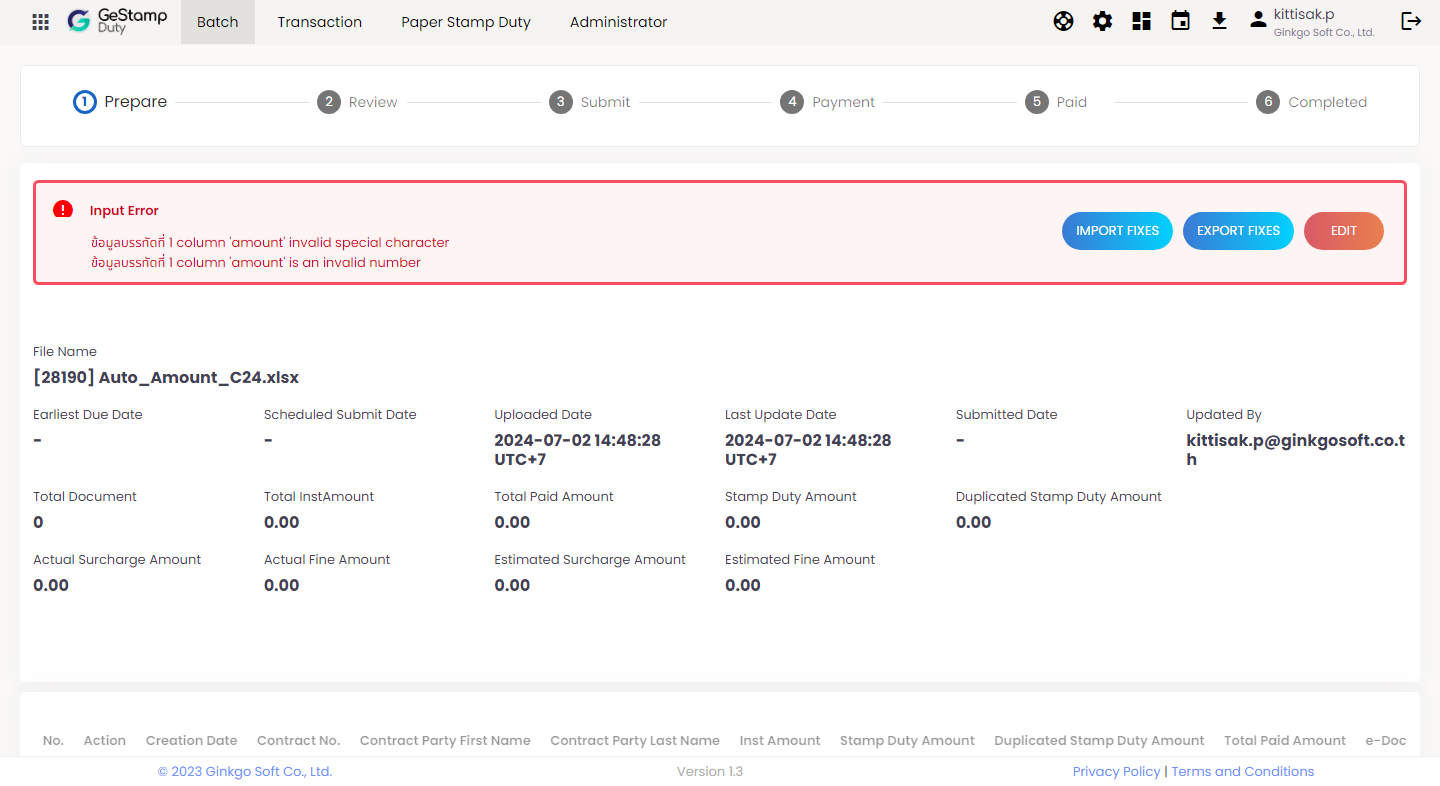 GeStamp
Duty
Batch
Transaction
Paper Stamp Duty
Administrator
kittisak.p
Ginkgo Soft Co., Ltd.
1 Prepare
2 Review
3 Submit
4 Payment
5 Paid
6 Completed
Input Error
ข้อมูลบรรทัดที่ 1 column 'amount' invalid special character
ข้อมูลบรรทัดที่ 1 column 'amount' is an invalid number
IMPORT FIXES
EXPORT FIXES
EDIT
File Name
[28190] Auto_Amount_C24.xlsx
Earliest Due Date
-
Scheduled Submit Date
-
Uploaded Date
2024-07-02 14:48:28
UTC+7
Last Update Date
2024-07-02 14:48:28
UTC+7
Submitted Date
-
Updated By
kittisak.p@ginkgosoft.co.t
h
Total Document
0
Total InstAmount
0.00
Total Paid Amount
0.00
Stamp Duty Amount
0.00
Duplicated Stamp Duty Amount
0.00
Actual Surcharge Amount
0.00
Actual Fine Amount
0.00
Estimated Surcharge Amount
0.00
Estimated Fine Amount
0.00
No. Action Creation Date Contract No. Contract Party First Name Contract Party Last Name Inst Amount Stamp Duty Amount Duplicated Stamp Duty Amount Total Paid Amount e-Doc
© 2023 Ginkgo Soft Co., Ltd.
Version 1.3
Privacy Policy | Terms and Conditions